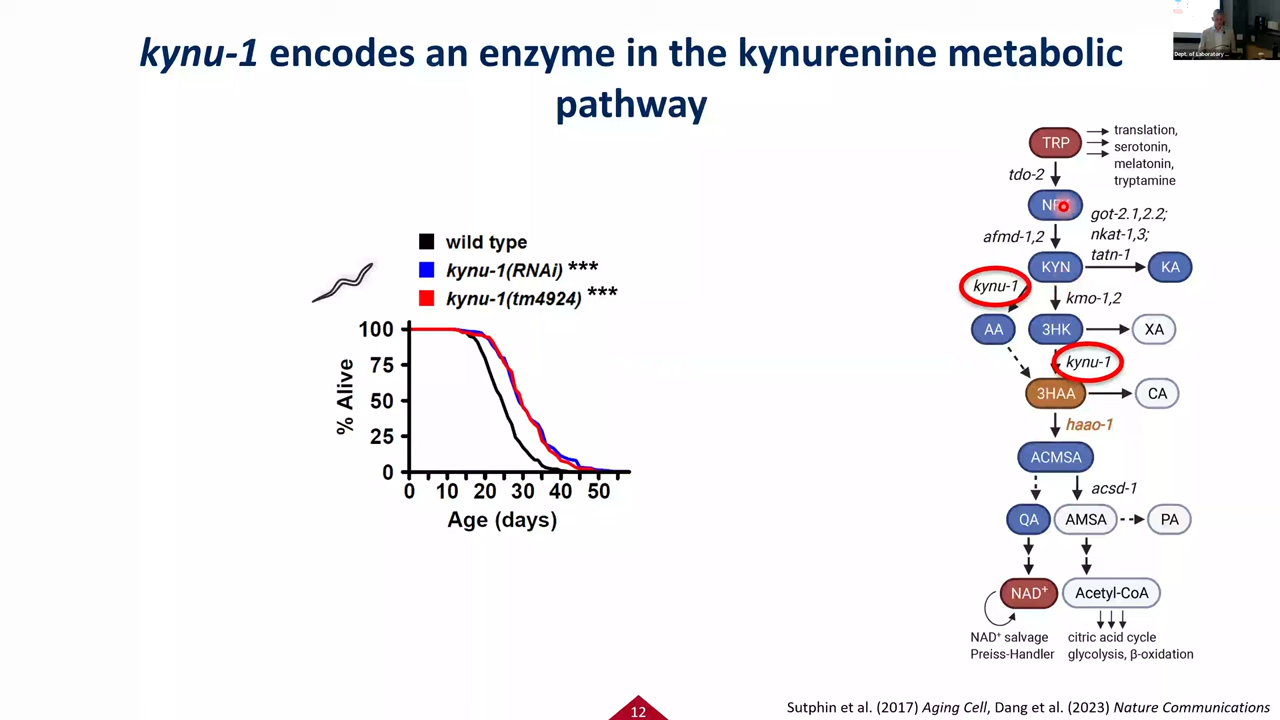 kynu-1 encodes an enzyme in the kynurenine metabolic
pathway
Dept. of Laboratory ...
wild type
kynu-1(RNAi) ***
kynu-1(tm4924) ***
100
75
50
25
0
% Alive
0 10 20 30 40 50
Age (days)
TRP
translation,
serotonin,
melatonin,
tryptamine
tdo-2
afmd-1,2
got-2.1,2.2;
nkat-1,3;
tatn-1
KYN
KA
kynu-1
kmo-1,2
AA
3HK
XA
kynu-1
3HAA
CA
haao-1
ACMSA
acsd-1
QA
AMSA
PA
NAD+
Acetyl-CoA
NAD+ salvage
Preiss-Handler
citric acid cycle
glycolysis, β-oxidation
12
Sutphin et al. (2017) Aging Cell, Dang et al. (2023) Nature Communications